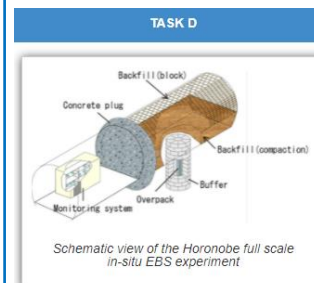 TASK D
Backfill(block)
Concrete plug
Backfill(compaction)
Buffer
Overpack
Monitoring system
Schematic view of the Horonobe full scale
in-situ EBS experiment